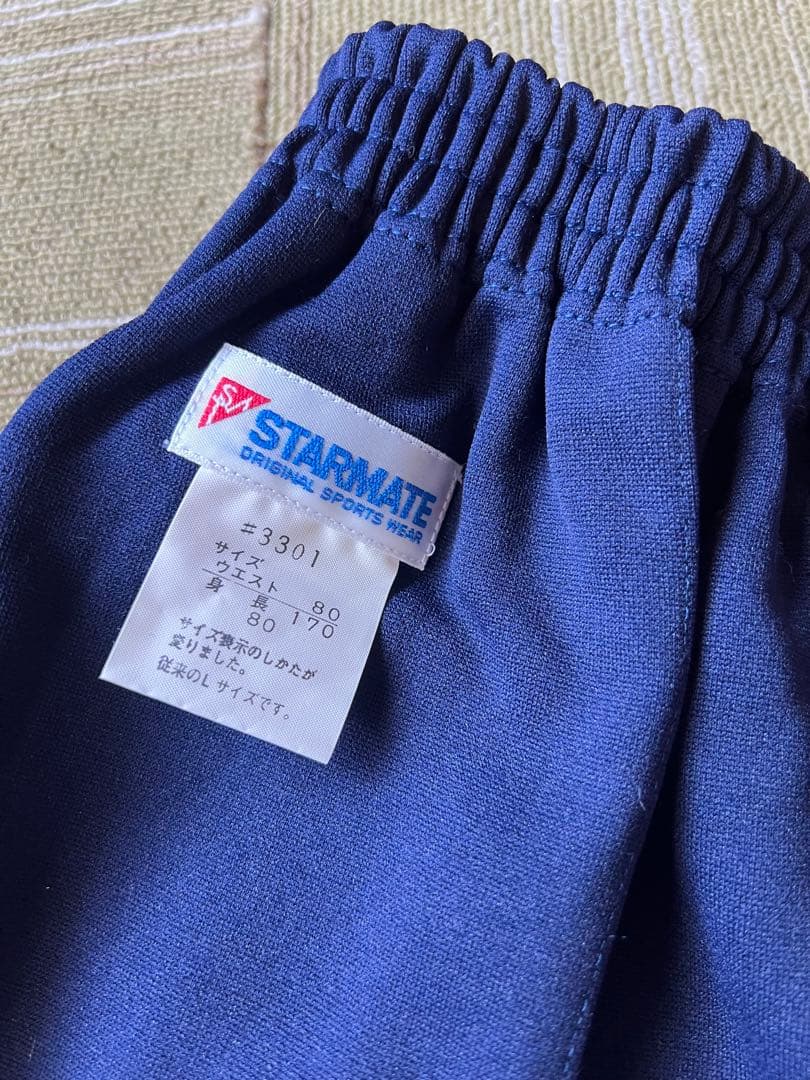 STARMATE
ORIGINAL SPORTS WEAR
#3301
サイズ
ウエスト 80
身 長 170
80
サイズ表示のしかたが
変りました。
従来のLサイズです。